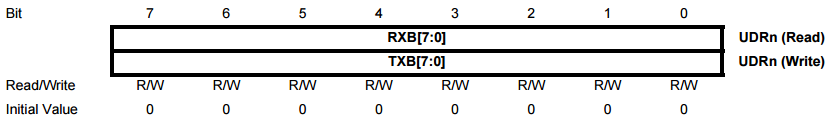 Bit 7 6 5 4 3 2 1 0
RXB[7:0] UDRn (Read)
TXB[7:0] UDRn (Write)
Read/Write R/W R/W R/W R/W R/W R/W R/W R/W
Initial Value 0 0 0 0 0 0 0 0